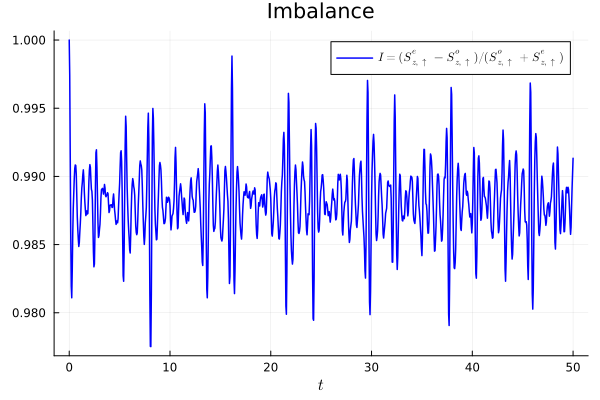 Imbalance
I = (S^e_{z,↑} − S^o_{z,↑})/(S^o_{z,↑} + S^e_{z,↑})
1.000
0.995
0.990
0.985
0.980
0 10 20 30 40 50
t